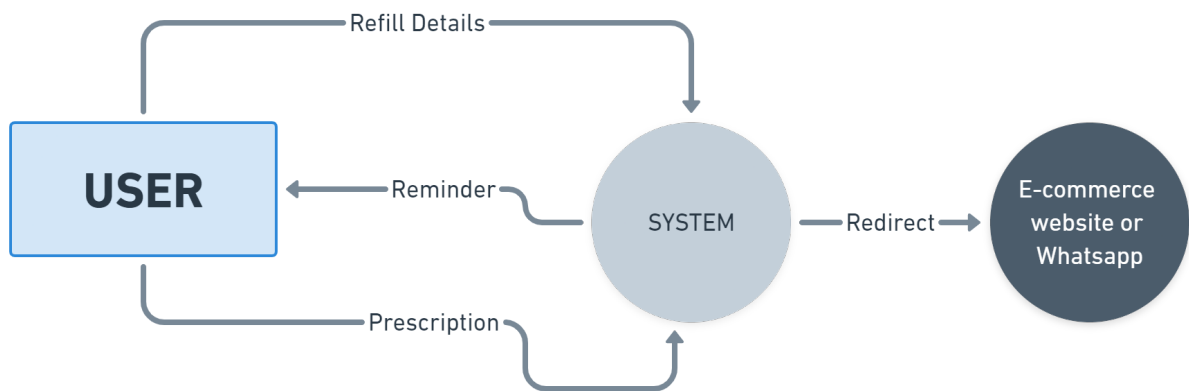 Refill Details
USER
Reminder
SYSTEM
Redirect
E-commerce
website or
Whatsapp
Prescription